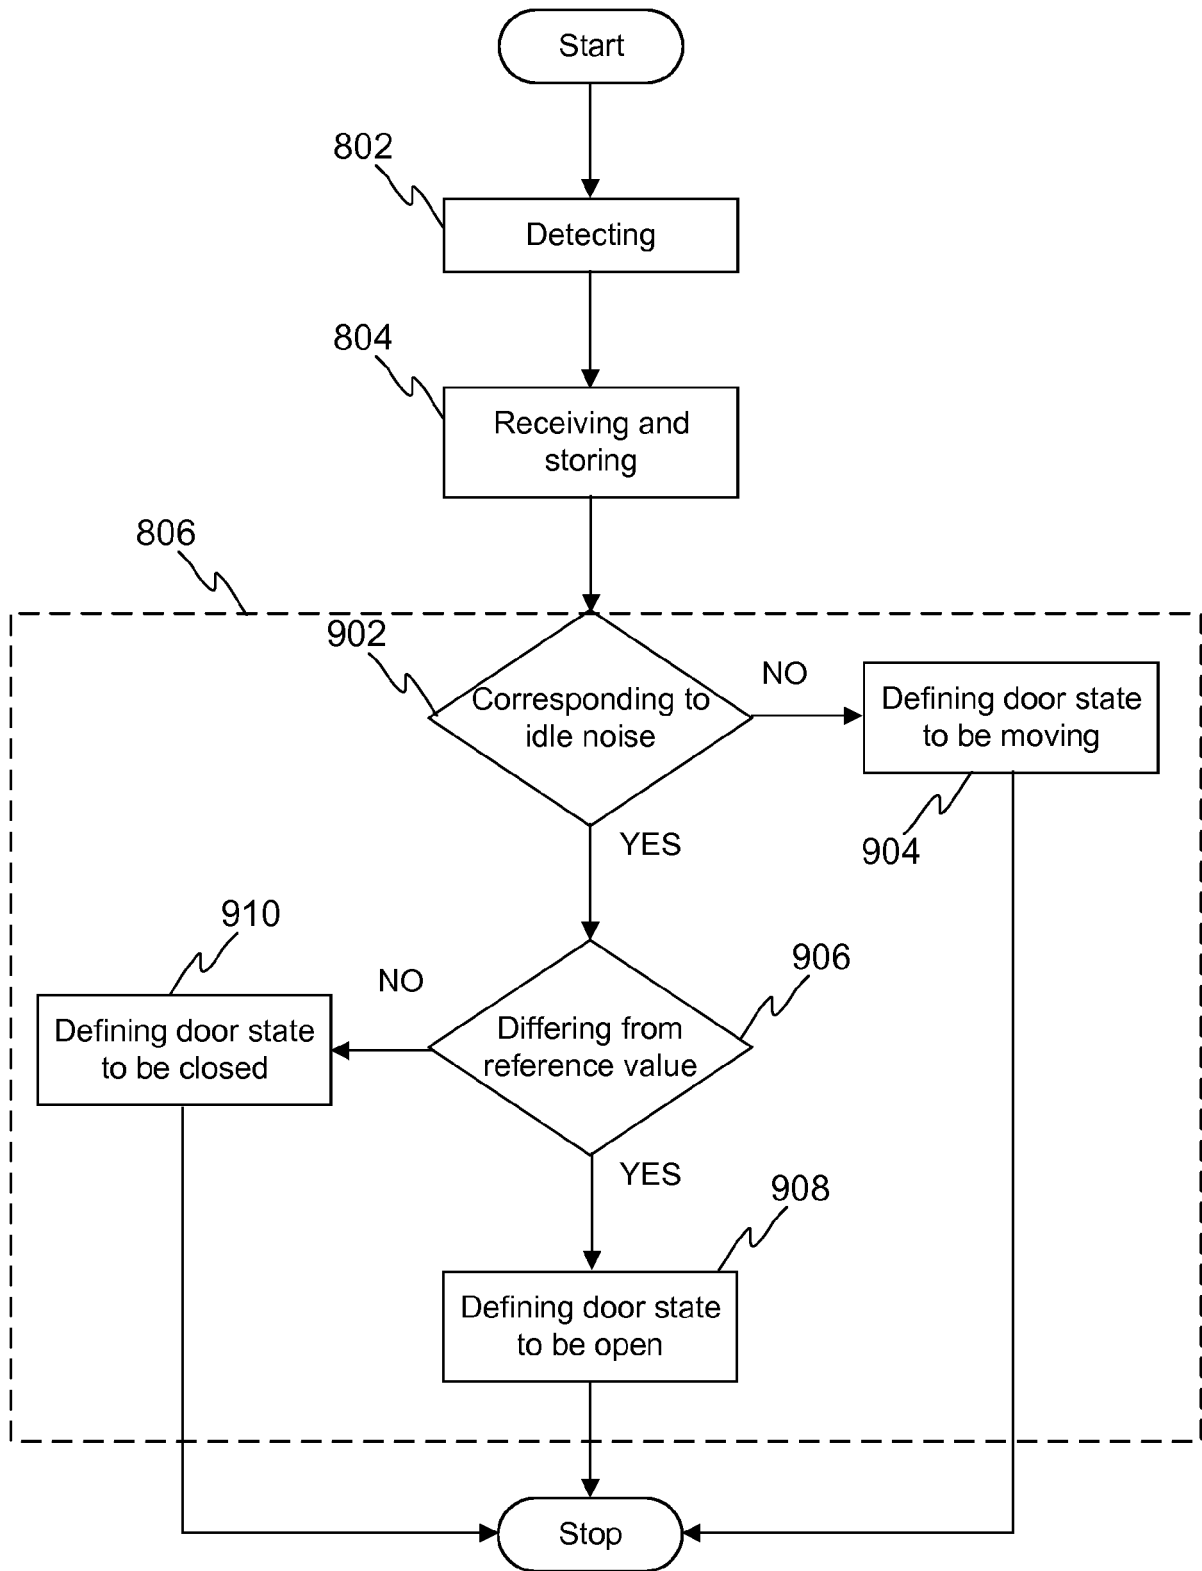 Start
802
Detecting
804
Receiving and
storing
806
902
Corresponding to
idle noise
NO
Defining door state
to be moving
904
YES
910
NO
906
Defining door state
to be closed
Differing from
reference value
YES
908
Defining door state
to be open
Stop